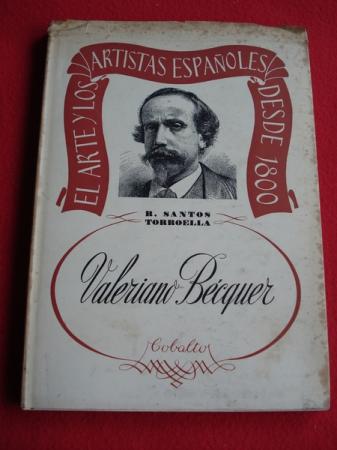 EL ARTE Y LOS
ARTISTAS ESPAÑOLES
DESDE 1800
R. SANTOS
TORROELLA
Valeriano Bécquer
Cobalto